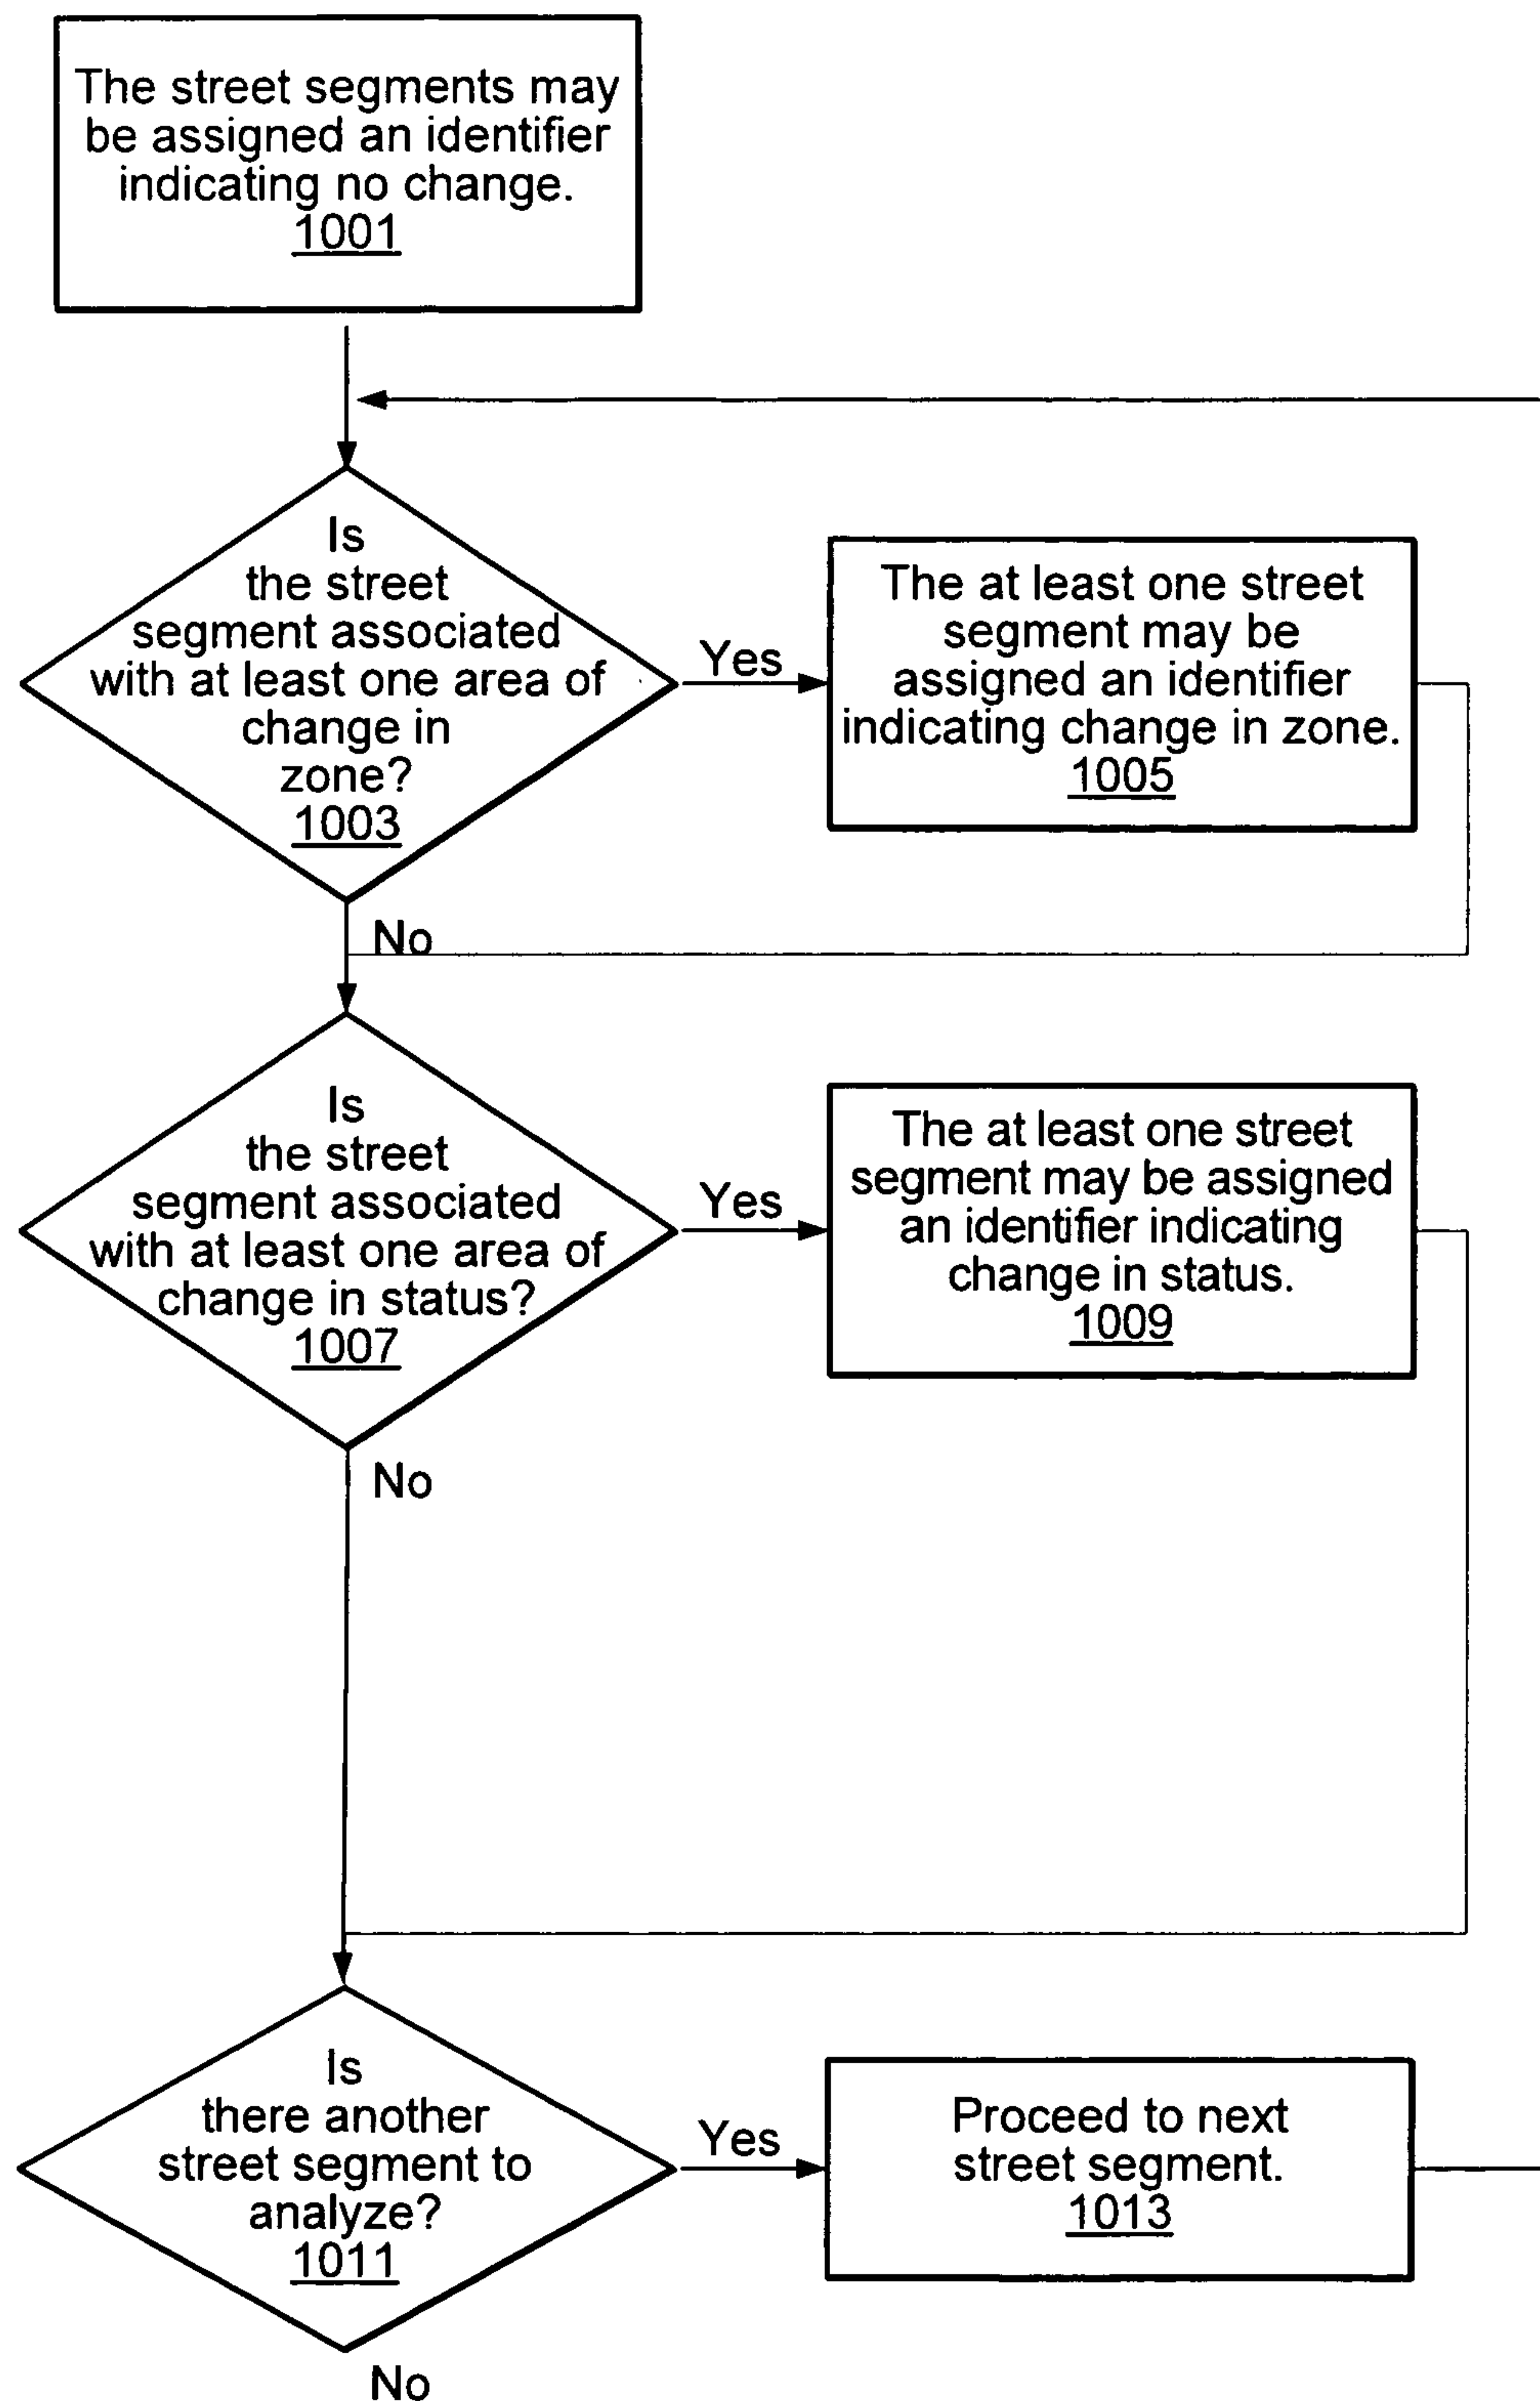 The street segments may
be assigned an identifier
indicating no change.
1001
Is
the street
segment associated
with at least one area of
change in
zone?
1003
Yes
The at least one street
segment may be
assigned an identifier
indicating change in zone.
1005
No
Is
the street
segment associated
with at least one area of
change in status?
1007
Yes
The at least one street
segment may be assigned
an identifier indicating
change in status.
1009
No
Is
there another
street segment to
analyze?
1011
Yes
Proceed to next
street segment.
1013
No